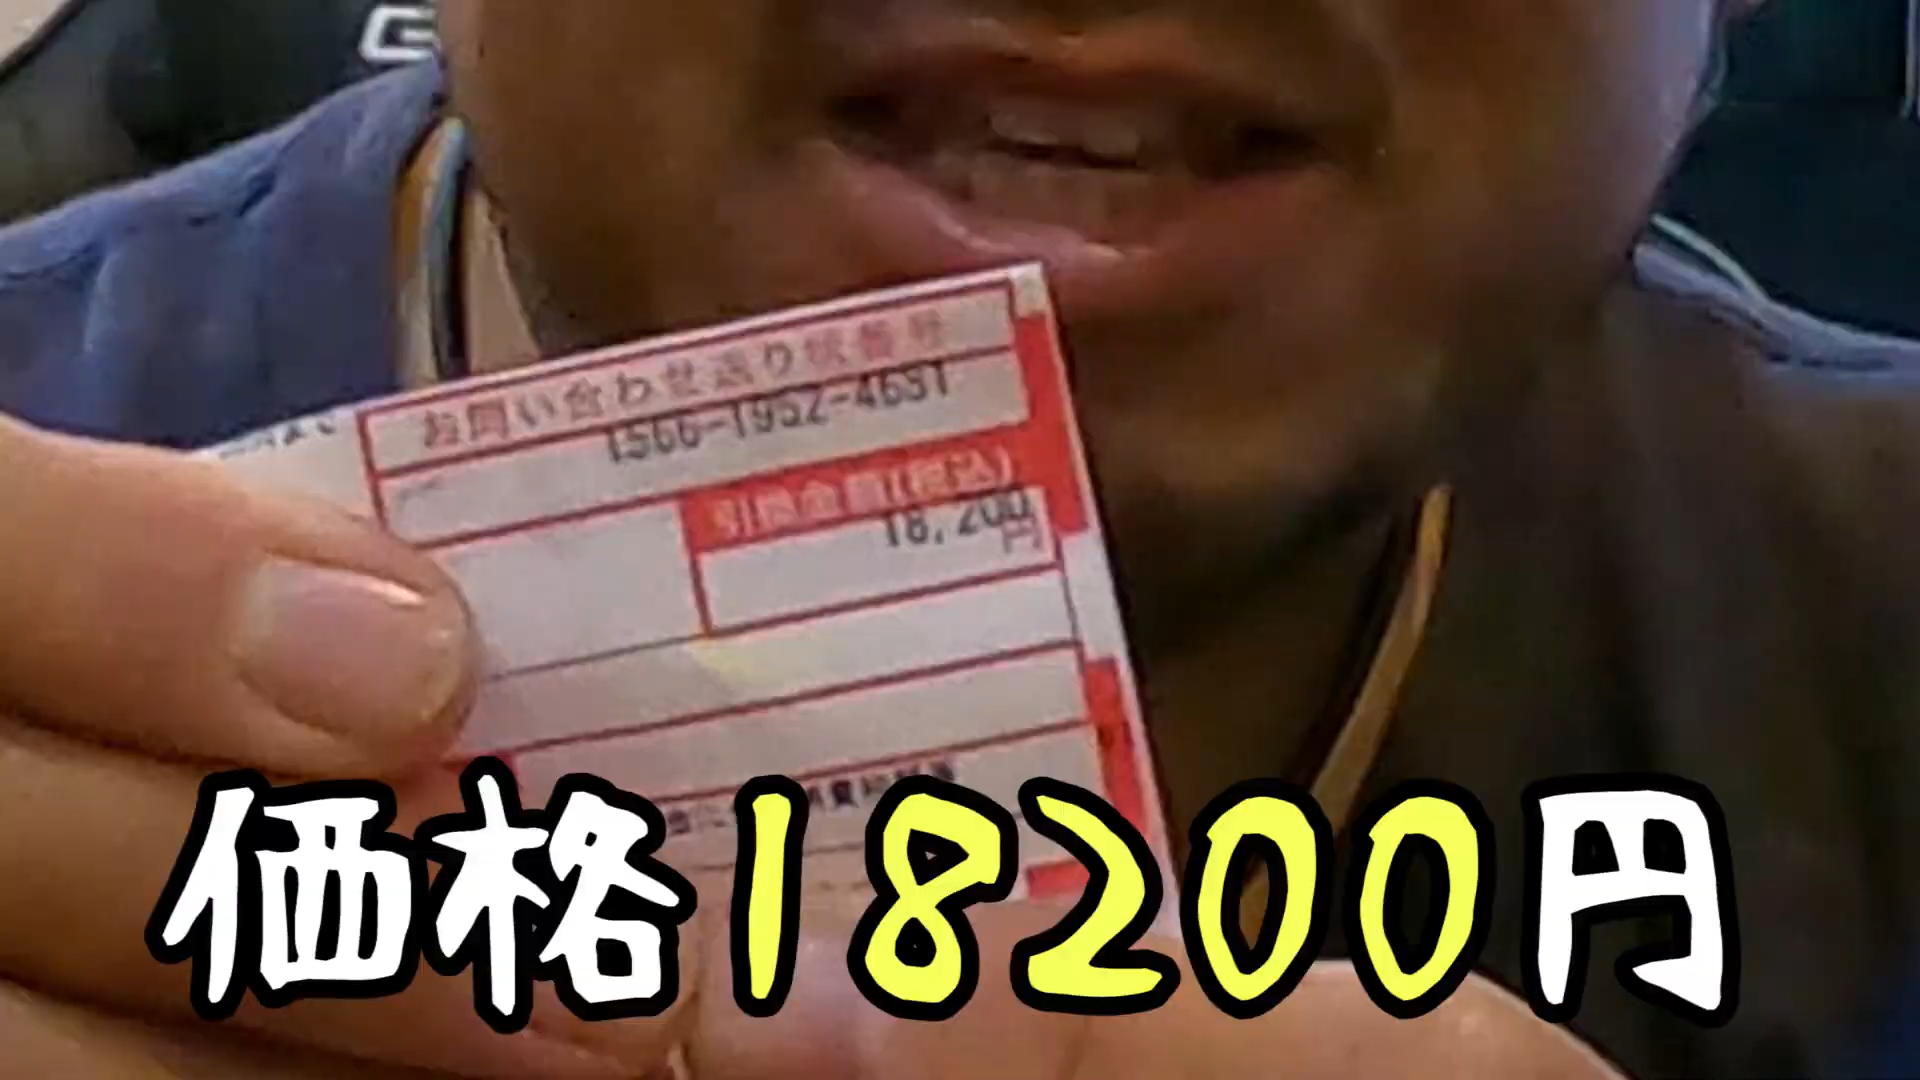 お問い合わせ送り状番号
1566-1952-4631
引換金額(税込)
18,200
円
価格18200円